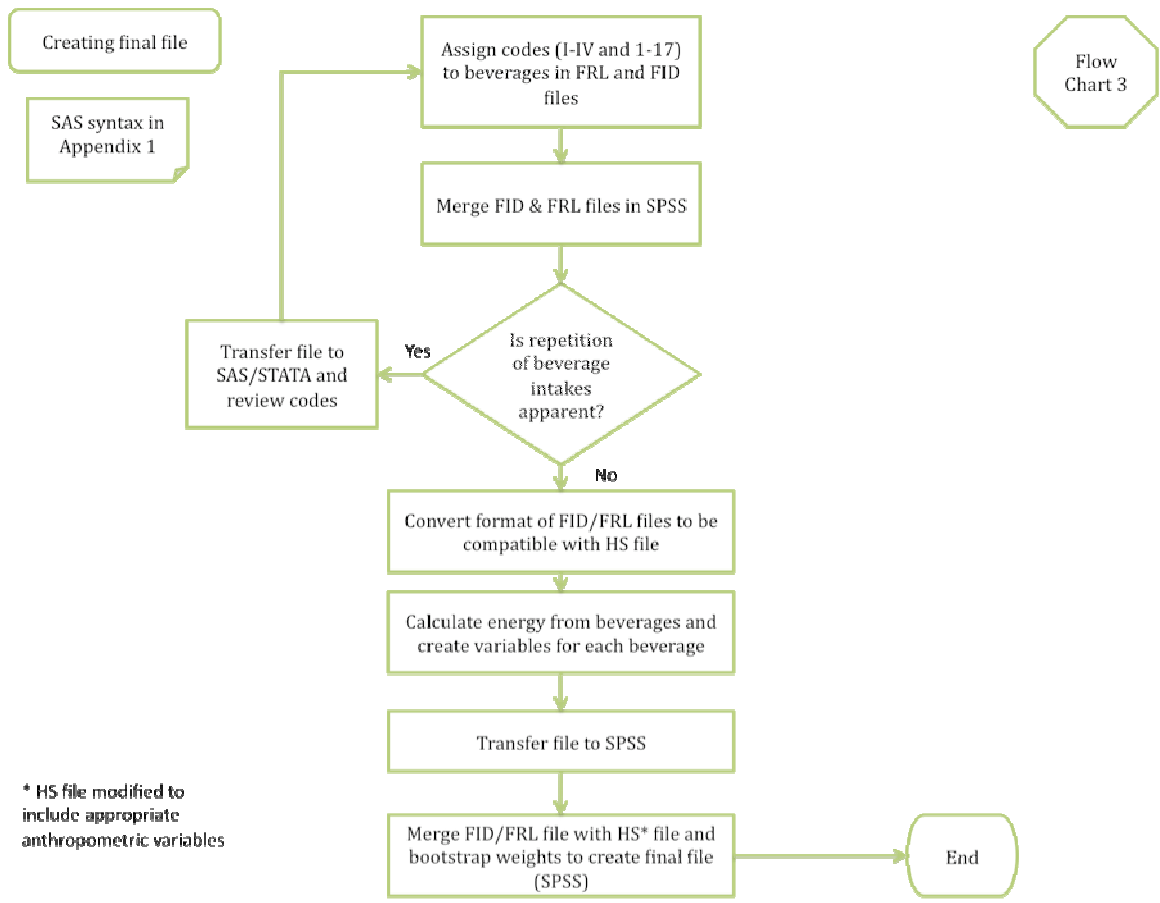 Creating final file
SAS syntax in
Appendix 1
Assign codes (I-IV and 1-17)
to beverages in FRL and FID
files
Flow
Chart 3
Merge FID & FRL files in SPSS
Is repetition
of beverage
intakes
apparent?
Yes
Transfer file to
SAS/STATA and
review codes
No
Convert format of FID/FRL files to be
compatible with HS file
Calculate energy from beverages and
create variables for each beverage
Transfer file to SPSS
* HS file modified to
include appropriate
anthropometric variables
Merge FID/FRL file with HS* file and
bootstrap weights to create final file
(SPSS)
End